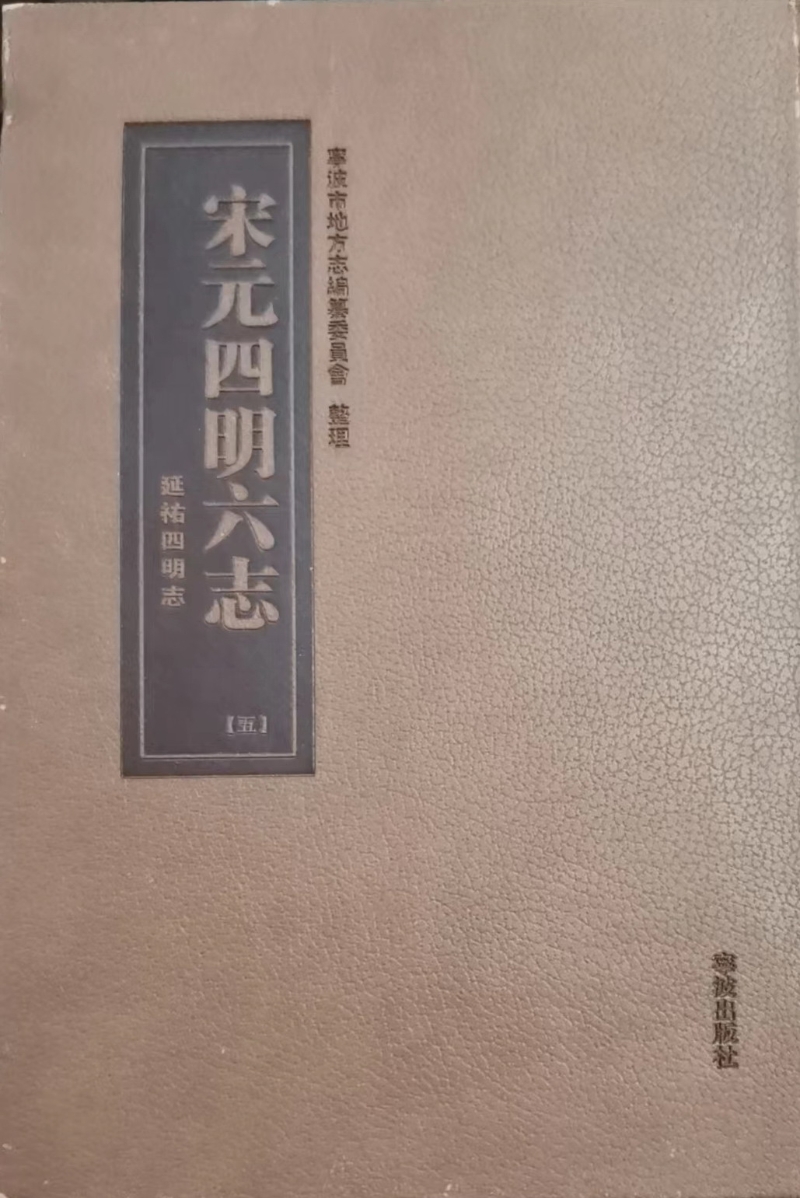 寧波市地方志編纂委員會 整理
宋元四明六志
延祐四明志
【五】
寧波出版社